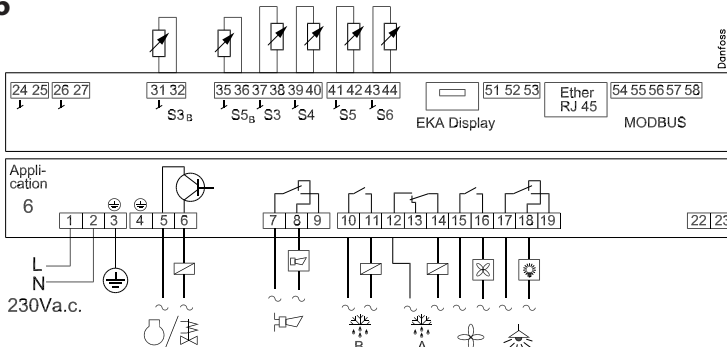 b
Danfoss
24 25 26 27 31 32 35 36 37 38 39 40 41 42 43 44 51 52 53 Ether RJ 45 54 55 56 57 58
S3B S5B S3 S4 S5 S6 EKA Display MODBUS
Appli-
cation
6
1 2 3 4 5 6 7 8 9 10 11 12 13 14 15 16 17 18 19 22 23
L
N
230Va.c.
B A